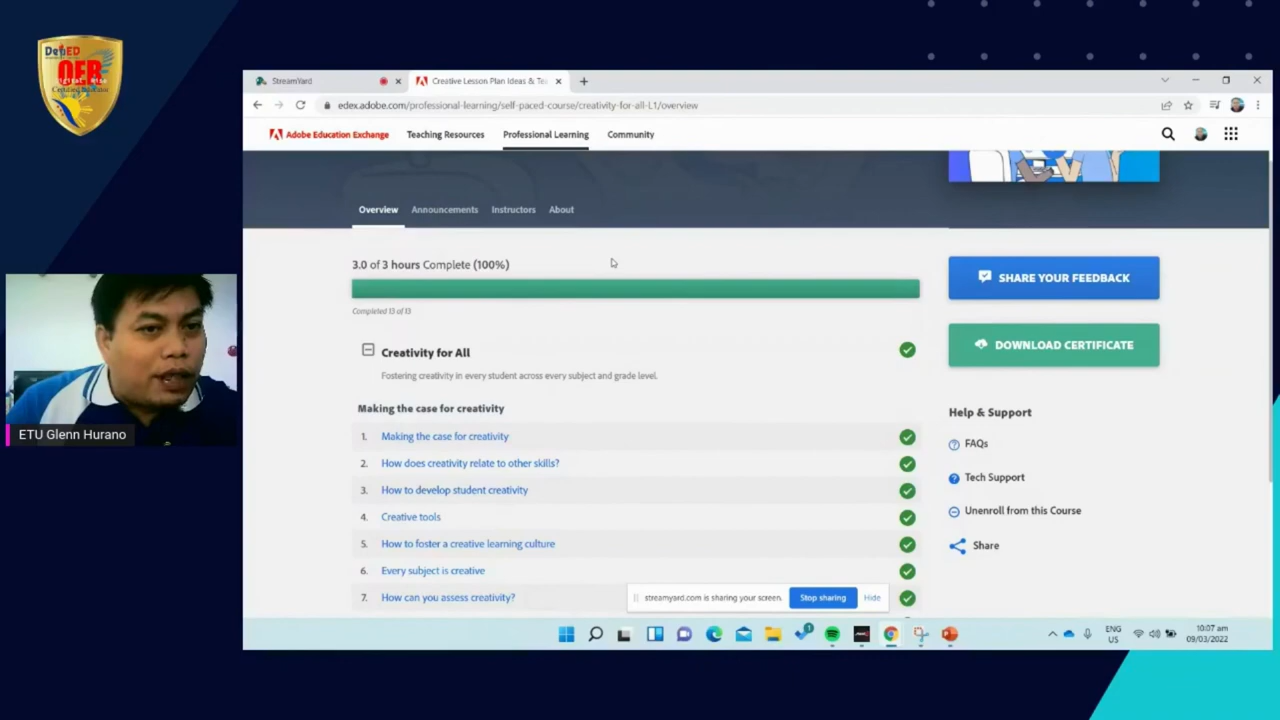 DepED
OER
Certified Educator
StreamYard
Creative Lesson Plan Ideas & Te
edex.adobe.com/professional-learning/self-paced-course/creativity-for-all-L1/overview
Adobe Education Exchange
Teaching Resources
Professional Learning
Community
Overview
Announcements
Instructors
About
3.0 of 3 hours Complete (100%)
Completed 13 of 13
SHARE YOUR FEEDBACK
DOWNLOAD CERTIFICATE
Creativity for All
Fostering creativity in every student across every subject and grade level.
Making the case for creativity
1. Making the case for creativity
2. How does creativity relate to other skills?
3. How to develop student creativity
4. Creative tools
5. How to foster a creative learning culture
6. Every subject is creative
7. How can you assess creativity?
Help & Support
FAQs
Tech Support
Unenroll from this Course
Share
streamyard.com is sharing your screen.
Stop sharing
Hide
ETU Glenn Hurano
1
ENG
US
10:07 am
09/03/2022